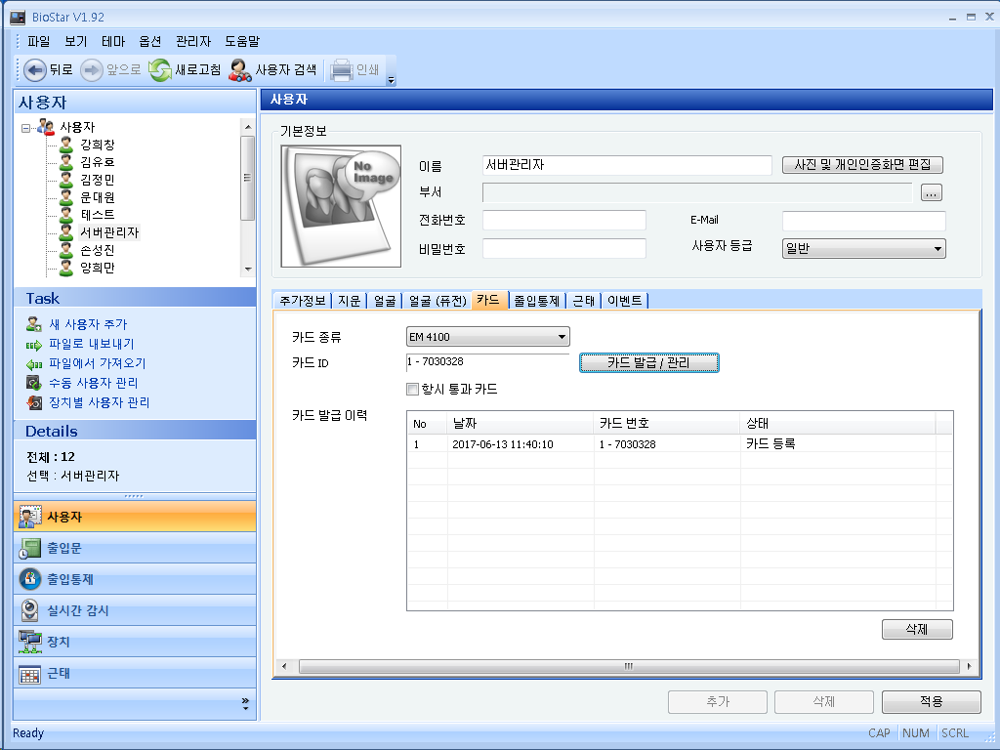 BioStar V1.92
파일 보기 테마 옵션 관리자 도움말
뒤로 앞으로 새로고침 사용자 검색 인쇄
사용자
사용자
강희창
김유호
김정민
문대원
테스트
서버관리자
손성진
양희만
Task
새 사용자 추가
파일로 내보내기
파일에서 가져오기
수동 사용자 관리
장치별 사용자 관리
Details
전체 : 12
선택 : 서버관리자
사용자
출입문
출입통제
실시간 감시
장치
근태
사용자
기본정보
No Image
이름 서버관리자 사진 및 개인인증화면 편집
부서 ...
전화번호 E-Mail
비밀번호 사용자 등급 일반
추가정보 지문 얼굴 얼굴 (퓨전) 카드 출입통제 근태 이벤트
카드 종류 EM 4100
카드 ID 1 - 7030328 카드 발급 / 관리
항시 통과 카드
카드 발급 이력
No 날짜 카드 번호 상태
1 2017-06-13 11:40:10 1 - 7030328 카드 등록
삭제
추가 삭제 적용
Ready CAP NUM SCRL